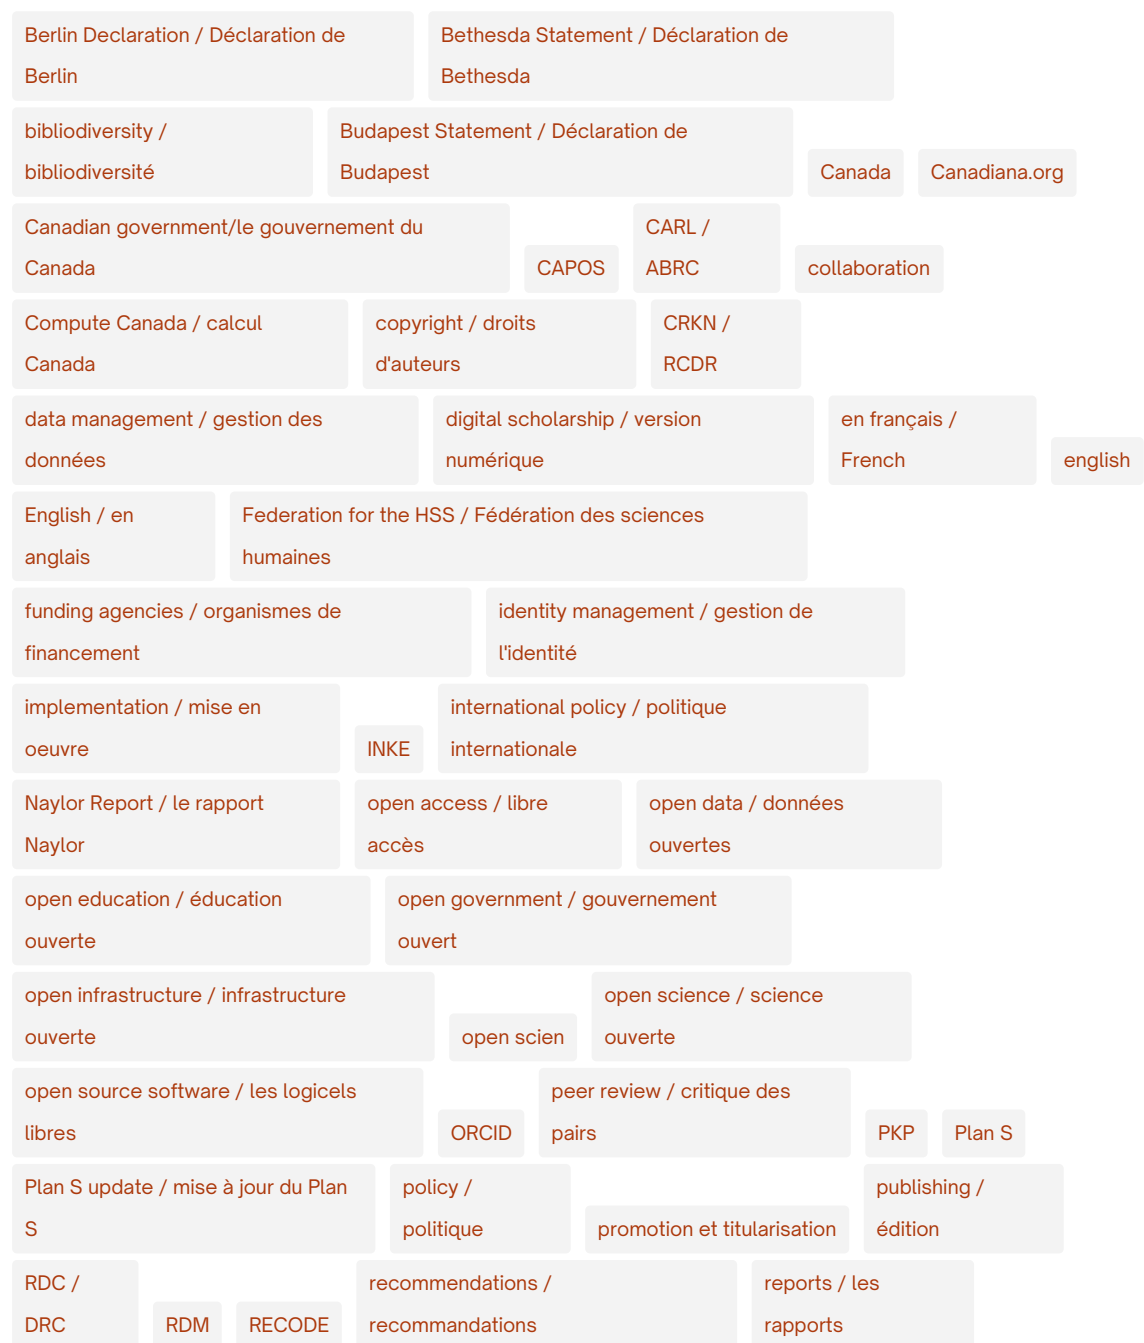 Berlin Declaration / Déclaration de
Berlin
Bethesda Statement / Déclaration de
Bethesda
bibliodiversity /
bibliodiversité
Budapest Statement / Déclaration de
Budapest
Canada
Canadiana.org
Canadian government/le gouvernement du
Canada
CAPOS
CARL /
ABRC
collaboration
Compute Canada / calcul
Canada
copyright / droits
d'auteurs
CRKN /
RCDR
data management / gestion des
données
digital scholarship / version
numérique
en français /
French
english
English / en
anglais
Federation for the HSS / Fédération des sciences
humaines
funding agencies / organismes de
financement
identity management / gestion de
l'identité
implementation / mise en
oeuvre
INKE
international policy / politique
internationale
Naylor Report / le rapport
Naylor
open access / libre
accès
open data / données
ouvertes
open education / éducation
ouverte
open government / gouvernement
ouvert
open infrastructure / infrastructure
ouverte
open scien
open science / science
ouverte
open source software / les logicels
libres
ORCID
peer review / critique des
pairs
PKP
Plan S
Plan S update / mise à jour du Plan
S
policy /
politique
promotion et titularisation
publishing /
édition
RDC /
DRC
RDM
RECODE
recommendations /
recommandations
reports / les
rapports